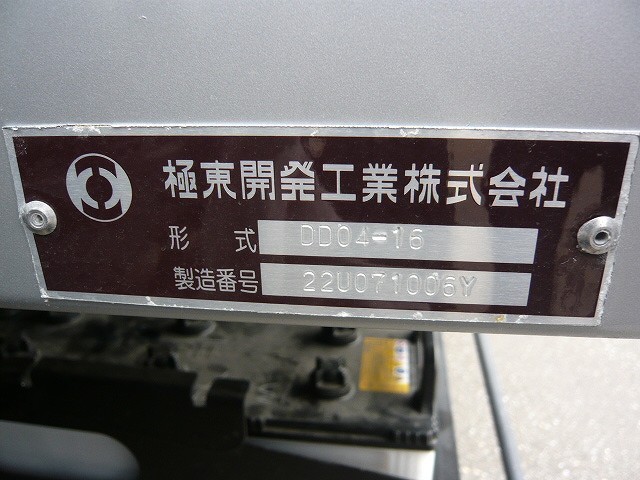 極東開発工業株式会社
形 式 DD04-16
製造番号 22U071006Y